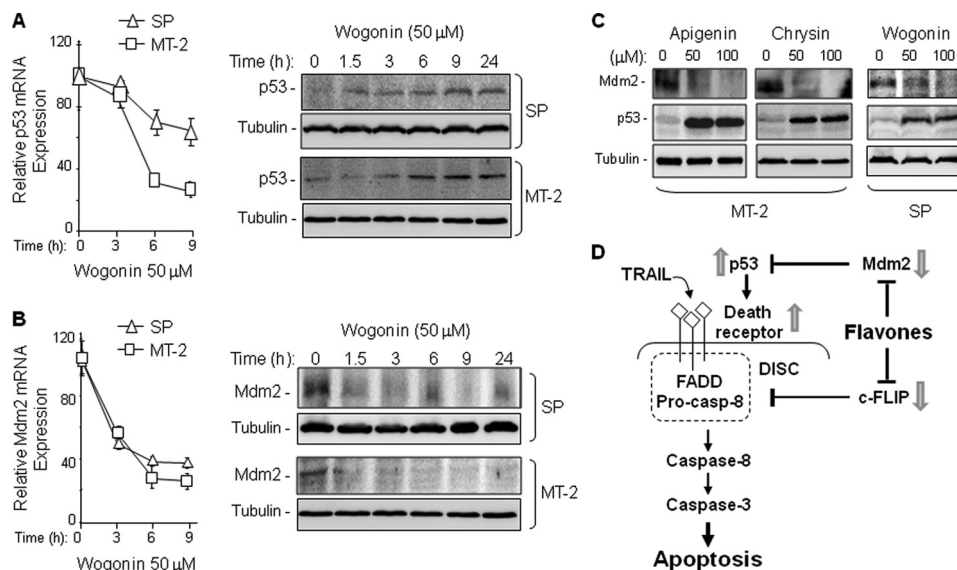 A
SP
MT-2
120
100
80
60
40
20
0
Relative p53 mRNA
Expression
Time (h): 0 3 6 9
Wogonin 50 µM
Wogonin (50 µM)
Time (h): 0 1.5 3 6 9 24
p53 -
Tubulin -
SP
p53 -
Tubulin -
MT-2
B
SP
MT-2
120
80
60
40
0
Relative Mdm2 mRNA
Expression
Time (h): 0 3 6 9
Wogonin 50 µM
Wogonin (50 µM)
Time (h): 0 1.5 3 6 9 24
Mdm2 -
Tubulin -
SP
Mdm2 -
Tubulin -
MT-2
C
Apigenin Chrysin Wogonin
(µM): 0 50 100 0 50 100 0 50 100
Mdm2 -
p53 -
Tubulin -
MT-2 SP
D
TRAIL
p53
Mdm2
Death
receptor
Flavones
DISC
FADD
Pro-casp-8
c-FLIP
Caspase-8
Caspase-3
Apoptosis